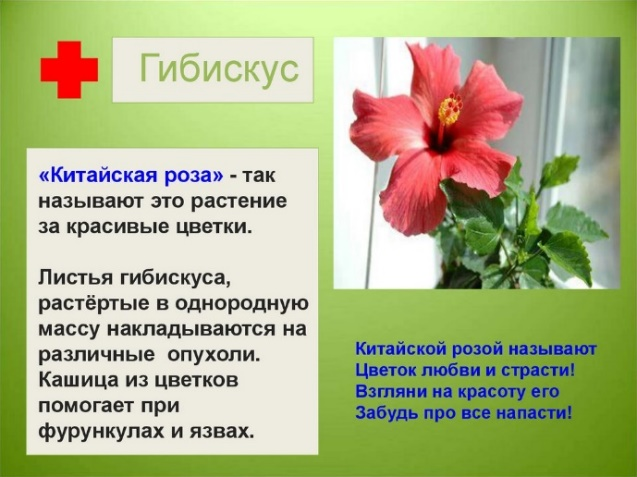 Гибискус
«Китайская роза» - так
называют это растение
за красивые цветки.
Листья гибискуса,
растёртые в однородную
массу накладываются на
различные опухоли.
Кашица из цветков
помогает при
фурункулах и язвах.
Китайской розой называют
Цветок любви и страсти!
Взгляни на красоту его
Забудь про все напасти!